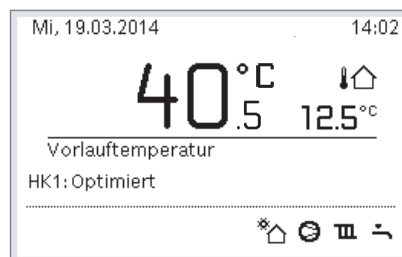 Mi, 19.03.2014 14:02
40.5 °C
12.5°C
Vorlauftemperatur
HK1: Optimiert